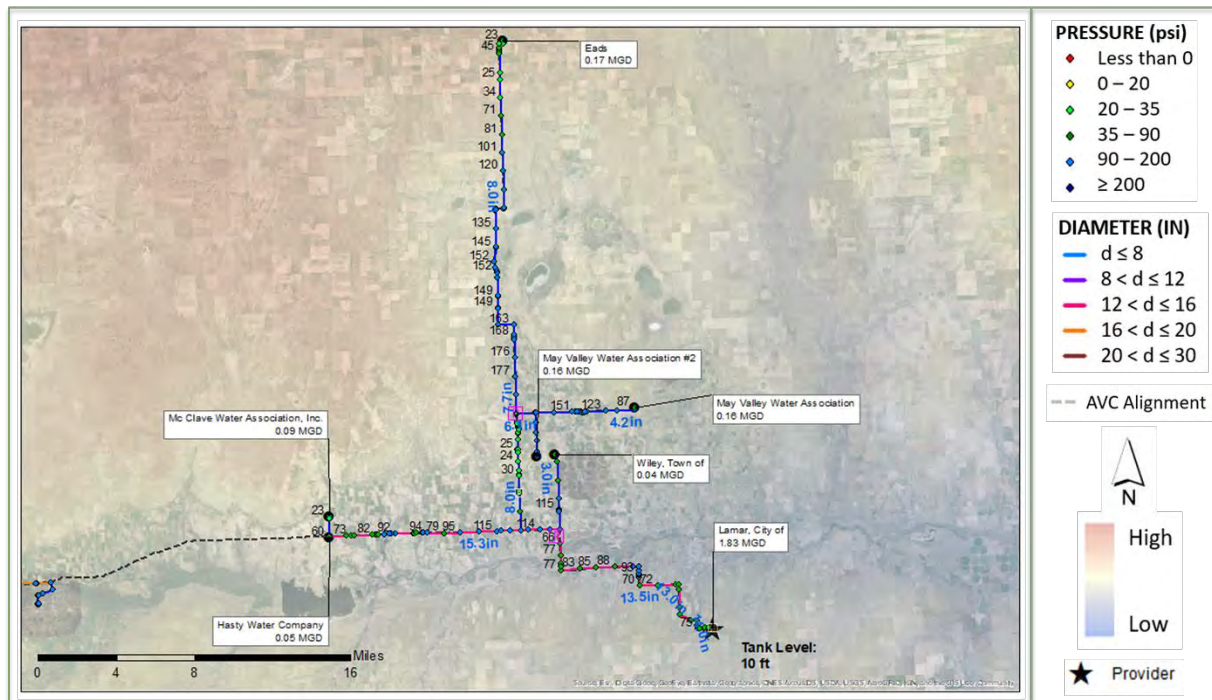 23
45
Eads
0.17 MGD
25
34
71
81
101
120
8.0in
135
145
152
152
149
149
163
168
176
177
May Valley Water Association #2
0.16 MGD
151
123
87
4.2in
May Valley Water Association
0.16 MGD
Mc Clave Water Association, Inc.
0.09 MGD
25
24
30
8.0in
3.0in
Wiley, Town of
0.04 MGD
115
23
60
73
82
92
94
79
95
115
114
15.3in
66
77
77
83
85
88
93
70
72
13.5in
Lamar, City of
1.83 MGD
Hasty Water Company
0.05 MGD
Tank Level:
10 ft
Miles
0
4
8
16
PRESSURE (psi)
Less than 0
0 – 20
20 – 35
35 – 90
90 – 200
≥ 200
DIAMETER (IN)
d ≤ 8
8 < d ≤ 12
12 < d ≤ 16
16 < d ≤ 20
20 < d ≤ 30
AVC Alignment
N
High
Low
Provider